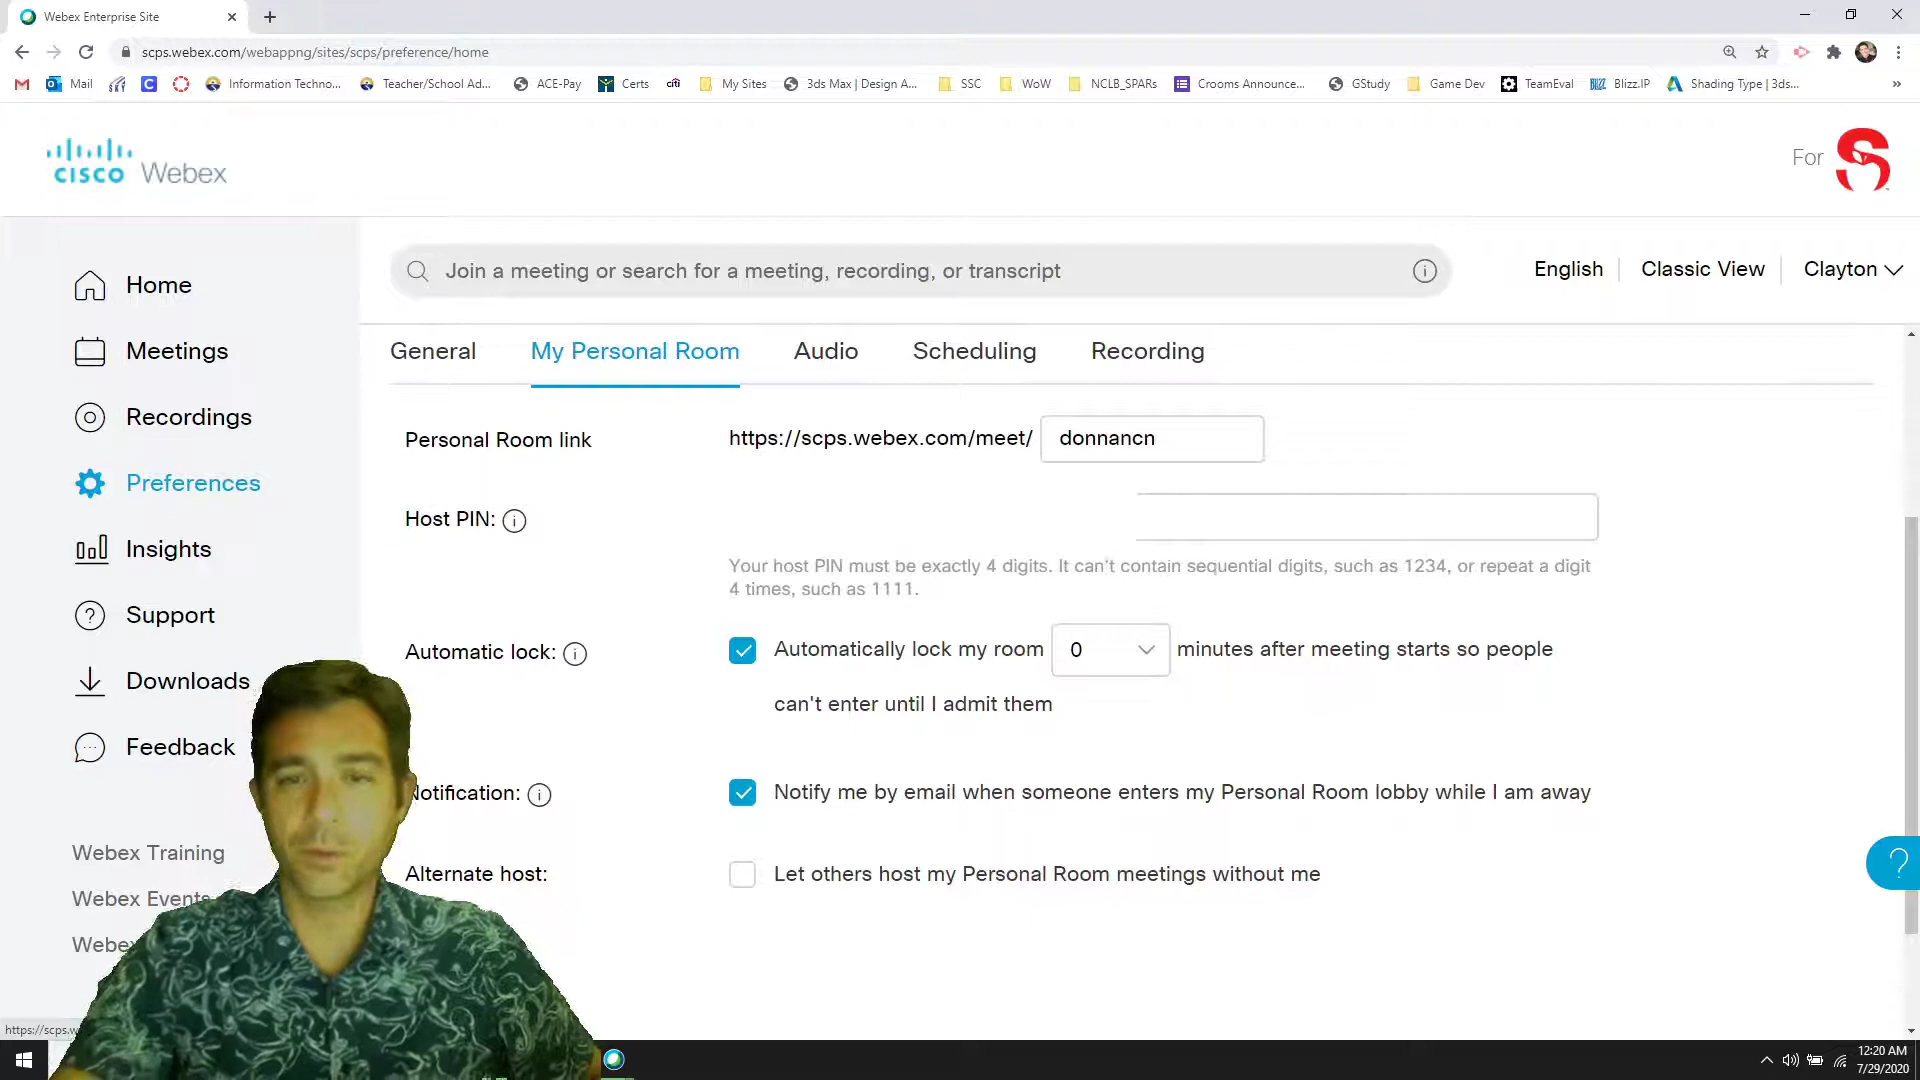 Webex Enterprise Site
scps.webex.com/webappng/sites/scps/preference/home
Mail
Information Techno...
Teacher/School Ad...
ACE-Pay
Certs
citi
My Sites
3ds Max | Design A...
SSC
WoW
NCLB_SPARs
Crooms Announce...
GStudy
Game Dev
TeamEval
BLIZZ
Blizz.IP
Shading Type | 3ds...
CISCO Webex
For
Join a meeting or search for a meeting, recording, or transcript
English
Classic View
Clayton
Home
Meetings
Recordings
Preferences
Insights
Support
Downloads
Feedback
Webex Training
Webex Events
General
My Personal Room
Audio
Scheduling
Recording
Personal Room link
https://scps.webex.com/meet/ donnancn
Host PIN:
Your host PIN must be exactly 4 digits. It can't contain sequential digits, such as 1234, or repeat a digit
4 times, such as 1111.
Automatic lock:
Automatically lock my room 0 minutes after meeting starts so people
can't enter until I admit them
Notification:
Notify me by email when someone enters my Personal Room lobby while I am away
Alternate host:
Let others host my Personal Room meetings without me
https://scps.w
12:20 AM
7/29/2020